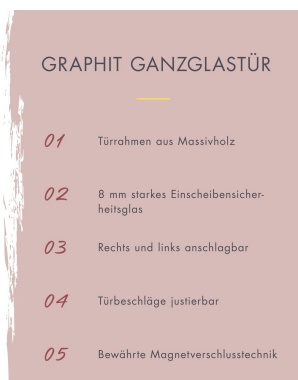 GRAPHIT GANZGLASTÜR
01 Türrahmen aus Massivholz
02 8 mm starkes Einscheibensicher-
heitsglas
03 Rechts und links anschlagbar
04 Türbeschläge justierbar
05 Bewährte Magnetverschlusstechnik